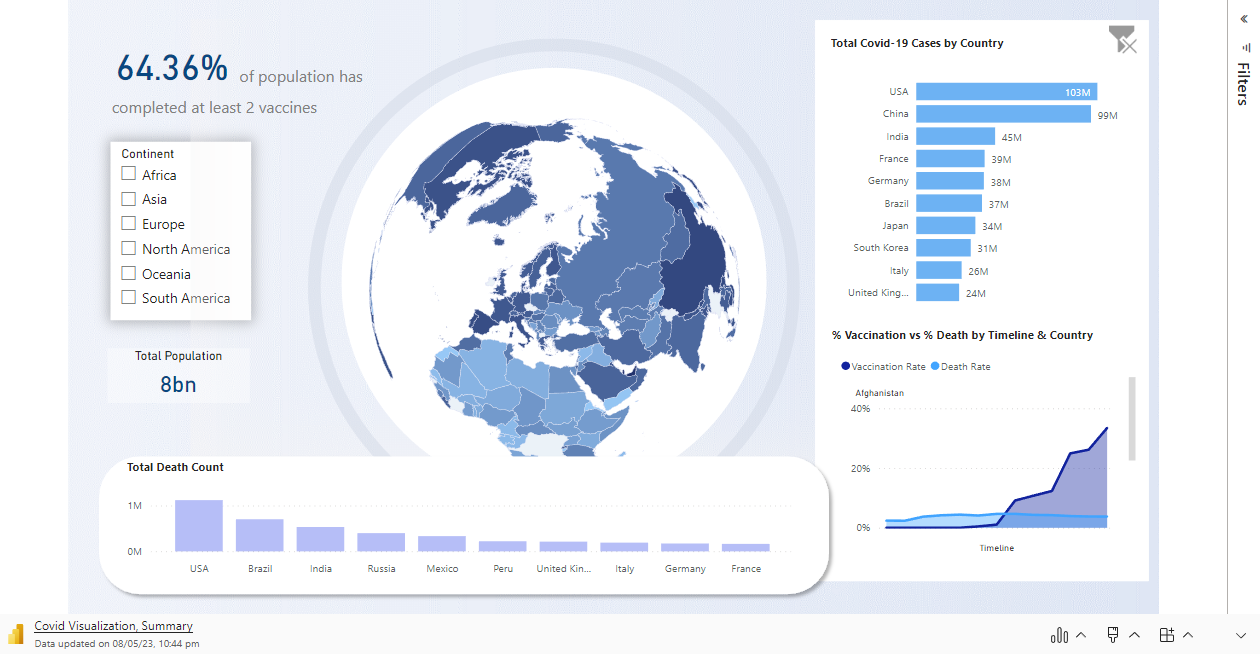 64.36% of population has
completed at least 2 vaccines
Continent
Africa
Asia
Europe
North America
Oceania
South America
Total Population
8bn
Total Death Count
1M
0M
USA Brazil India Russia Mexico Peru United Kin... Italy Germany France
Total Covid-19 Cases by Country
USA 103M
China 99M
India 45M
France 39M
Germany 38M
Brazil 37M
Japan 34M
South Korea 31M
Italy 26M
United King... 24M
% Vaccination vs % Death by Timeline & Country
Vaccination Rate Death Rate
Afghanistan
40%
20%
0%
Timeline
Filters
Covid Visualization, Summary
Data updated on 08/05/23, 10:44 pm